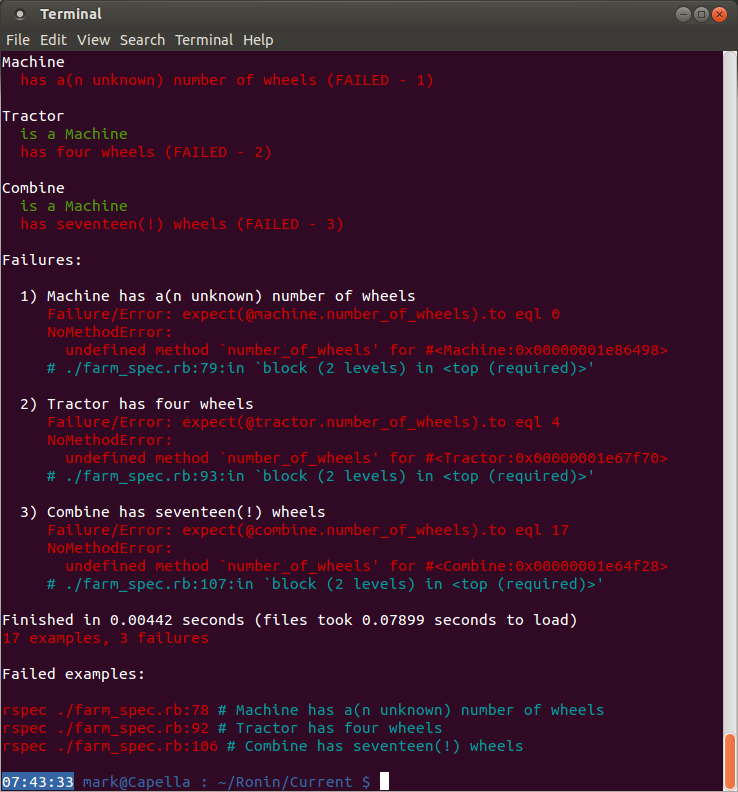 Terminal
File Edit View Search Terminal Help
Machine
  has a(n unknown) number of wheels (FAILED - 1)

Tractor
  is a Machine
  has four wheels (FAILED - 2)

Combine
  is a Machine
  has seventeen(!) wheels (FAILED - 3)

Failures:

  1) Machine has a(n unknown) number of wheels
     Failure/Error: expect(@machine.number_of_wheels).to eql 0
     NoMethodError:
       undefined method `number_of_wheels' for #<Machine:0x00000001e86498>
     # ./farm_spec.rb:79:in `block (2 levels) in <top (required)>'

  2) Tractor has four wheels
     Failure/Error: expect(@tractor.number_of_wheels).to eql 4
     NoMethodError:
       undefined method `number_of_wheels' for #<Tractor:0x00000001e67f70>
     # ./farm_spec.rb:93:in `block (2 levels) in <top (required)>'

  3) Combine has seventeen(!) wheels
     Failure/Error: expect(@combine.number_of_wheels).to eql 17
     NoMethodError:
       undefined method `number_of_wheels' for #<Combine:0x00000001e64f28>
     # ./farm_spec.rb:107:in `block (2 levels) in <top (required)>'

Finished in 0.00442 seconds (files took 0.07899 seconds to load)
17 examples, 3 failures

Failed examples:

rspec ./farm_spec.rb:78 # Machine has a(n unknown) number of wheels
rspec ./farm_spec.rb:92 # Tractor has four wheels
rspec ./farm_spec.rb:106 # Combine has seventeen(!) wheels

07:43:33 mark@Capella : ~/Ronin/Current $